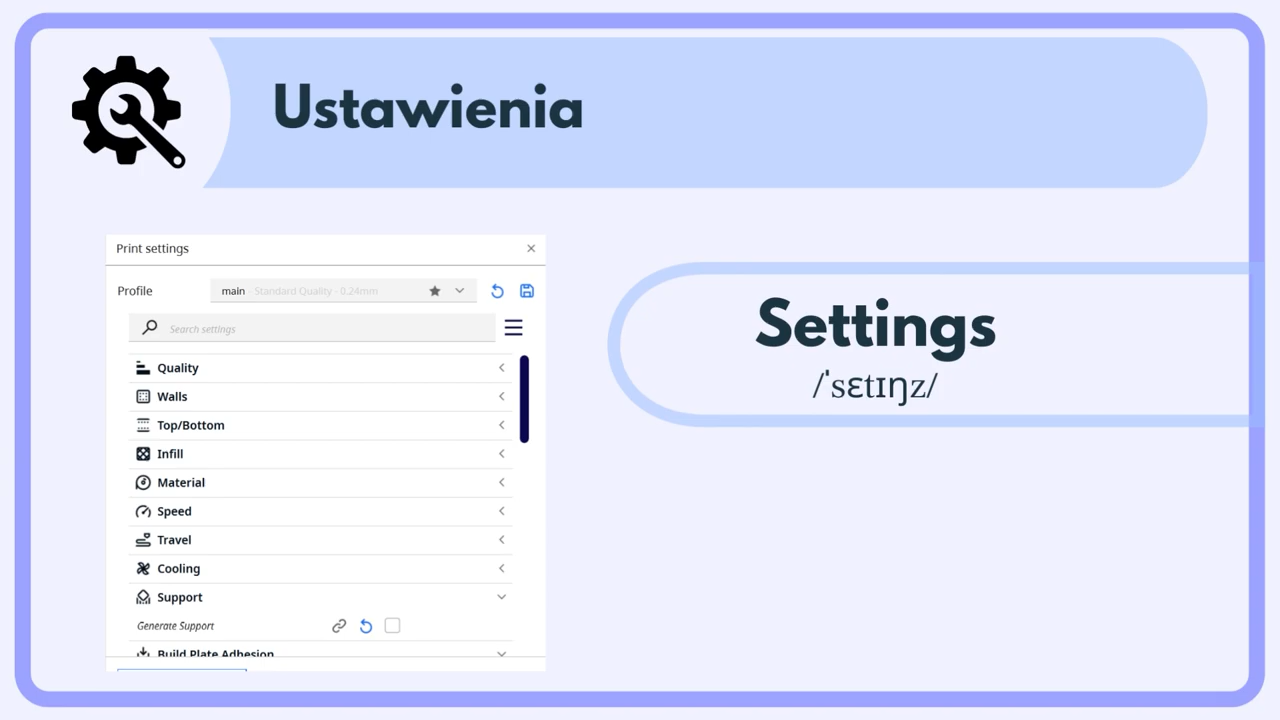 Ustawienia
Print settings
Profile main Standard Quality - 0.24mm
Search settings
Quality
Walls
Top/Bottom
Infill
Material
Speed
Travel
Cooling
Support
Generate Support
Build Plate Adhesion
Settings
/ˈsɛtɪŋz/